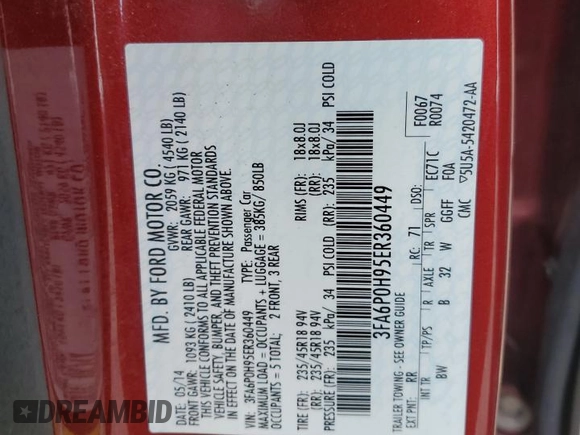 MFD. BY FORD MOTOR CO.
DATE: 05/14 GVWR: 2059 KG ( 4540 LB)
FRONT GAWR: 1093 KG ( 2410 LB) REAR GAWR: 971 KG ( 2140 LB)
THIS VEHICLE CONFORMS TO ALL APPLICABLE FEDERAL MOTOR
VEHICLE SAFETY, BUMPER, AND THEFT PREVENTION STANDARDS
IN EFFECT ON THE DATE OF MANUFACTURE SHOWN ABOVE.
VIN: 3FA6P0H95ER360449 TYPE: Passenger Car
MAXIMUM LOAD = OCCUPANTS + LUGGAGE = 385KG/ 850LB
OCCUPANTS = 5 TOTAL; 2 FRONT, 3 REAR
TIRE (FR): 235/45R18 94V RIMS (FR): 18x8.0J
(RR): 235/45R18 94V (RR): 18x8.0J
PRESSURE (FR): 235 kPa/ 34 PSI COLD (RR): 235 kPa/ 34 PSI COLD
3FA6P0H95ER360449
TRAILER TOWING - SEE OWNER GUIDE F0067
R0074
EXT PNT: RR RC: 71 DSO: EC71C
INT TR TP/PS R AXLE TR SPR
BW B 32 W GGFF FOA
CMC ▽5U5A-5420472-AA
AUTOBIDMASTER